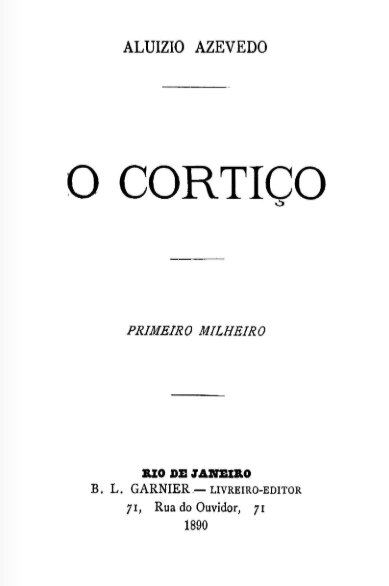 ALUIZIO AZEVEDO
O CORTIÇO
PRIMEIRO MILHEIRO
RIO DE JANEIRO
B. L. GARNIER — LIVREIRO-EDITOR
71, Rua do Ouvidor, 71
1890